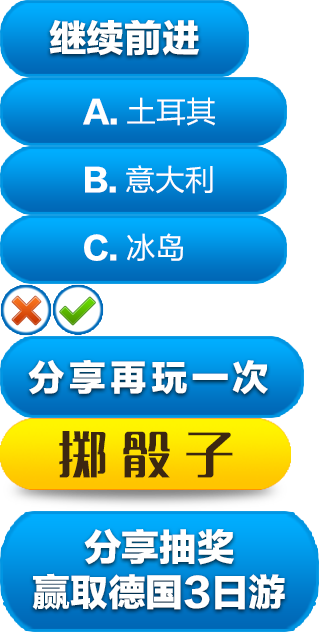 继续前进
A. 土耳其
B. 意大利
C. 冰岛
分享再玩一次
掷骰子
分享抽奖
赢取德国3日游